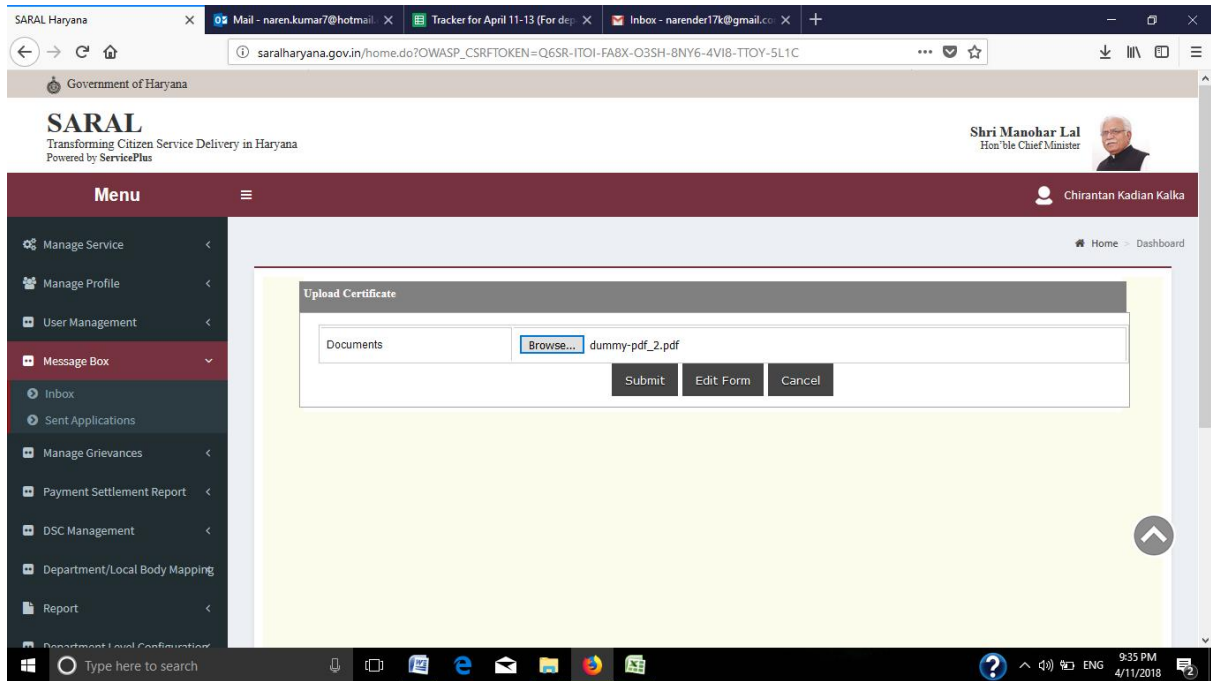 SARAL Haryana
Mail - naren.kumar7@hotmail.
Tracker for April 11-13 (For dep
Inbox - narender17k@gmail.co
saralharyana.gov.in/home.do?OWASP_CSRFTOKEN=Q6SR-ITOI-FA8X-O3SH-8NY6-4VI8-TTOY-5L1C
Government of Haryana
SARAL
Transforming Citizen Service Delivery in Haryana
Powered by ServicePlus
Shri Manohar Lal
Hon'ble Chief Minister
Menu
Chirantan Kadian Kalka
Home > Dashboard
Manage Service
Manage Profile
User Management
Message Box
Inbox
Sent Applications
Manage Grievances
Payment Settlement Report
DSC Management
Department/Local Body Mapping
Report
Department Level Configuration
Upload Certificate
Documents
Browse... dummy-pdf_2.pdf
Submit Edit Form Cancel
Type here to search
ENG
9:35 PM
4/11/2018
2